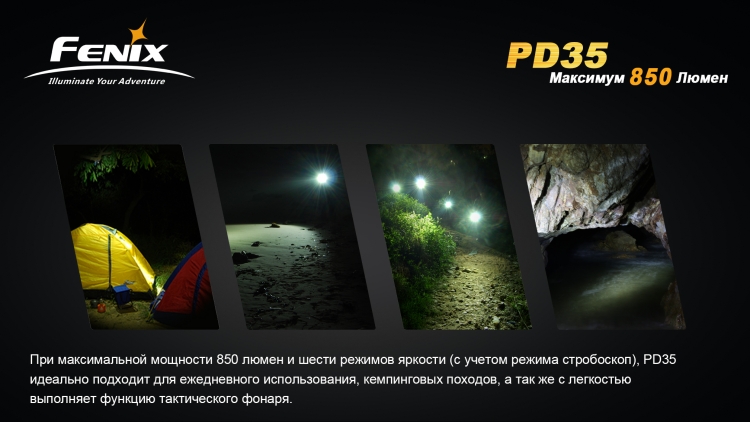 FENIX
Illuminate Your Adventure
PD35
Максимум 850 Люмен
При максимальной мощности 850 люмен и шести режимов яркости (с учетом режима стробоскоп), PD35
идеально подходит для ежедневного использования, кемпинговых походов, а так же с легкостью
выполняет функцию тактического фонаря.